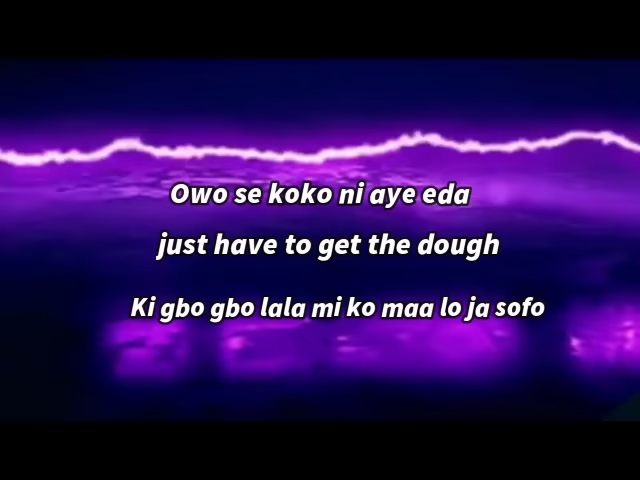 Owo se koko ni aye eda
just have to get the dough
Ki gbo gbo lala mi ko maa lo ja sofo